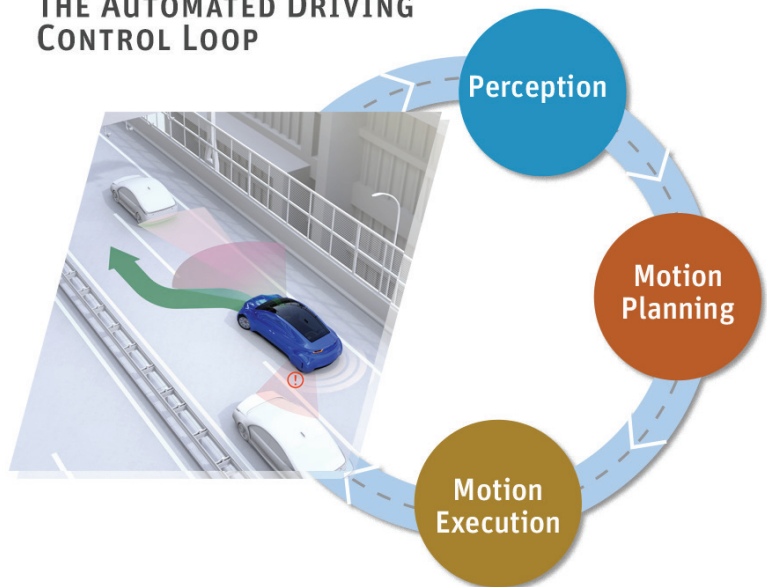 THE AUTOMATED DRIVING
CONTROL LOOP
Perception
Motion
Planning
!
Motion
Execution